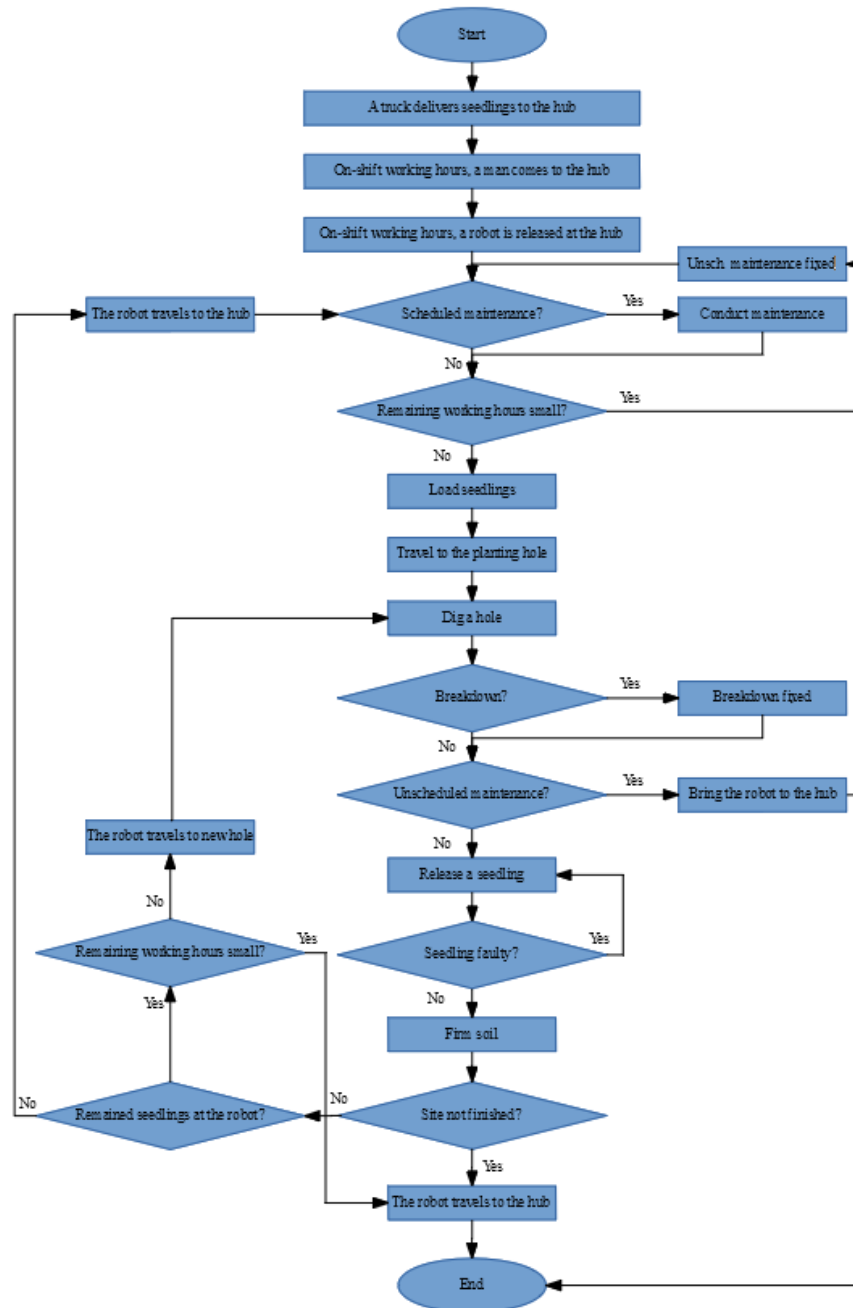 Start
A truck delivers seedlings to the hub
On-shift working hours, a man comes to the hub
On-shift working hours, a robot is released at the hub
Unsch. maintenance fixed
The robot travels to the hub
Scheduled maintenance?
Yes
Conduct maintenance
No
Remaining working hours small?
Yes
No
Load seedlings
Travel to the planting hole
Dig a hole
Breakdown?
Yes
Breakdown fixed
No
Unscheduled maintenance?
Yes
Bring the robot to the hub
The robot travels to new hole
No
Release a seedling
No
Remaining working hours small?
Yes
Seedling faulty?
Yes
Yes
No
Firm soil
No
Remained seedlings at the robot?
No
Site not finished?
Yes
The robot travels to the hub
End